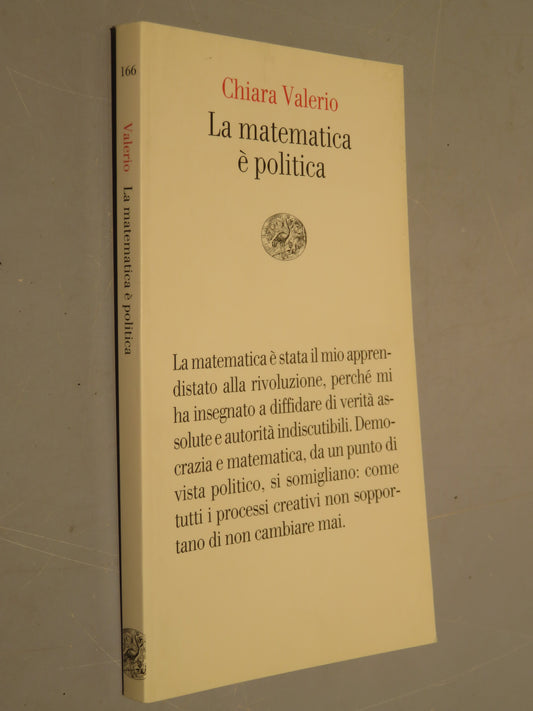 166
Valerio La matematica è politica
Chiara Valerio
La matematica
è politica
La matematica è stata il mio appren-
distato alla rivoluzione, perché mi
ha insegnato a diffidare di verità as-
solute e autorità indiscutibili. Demo-
crazia e matematica, da un punto di
vista politico, si somigliano: come
tutti i processi creativi non soppor-
tano di non cambiare mai.